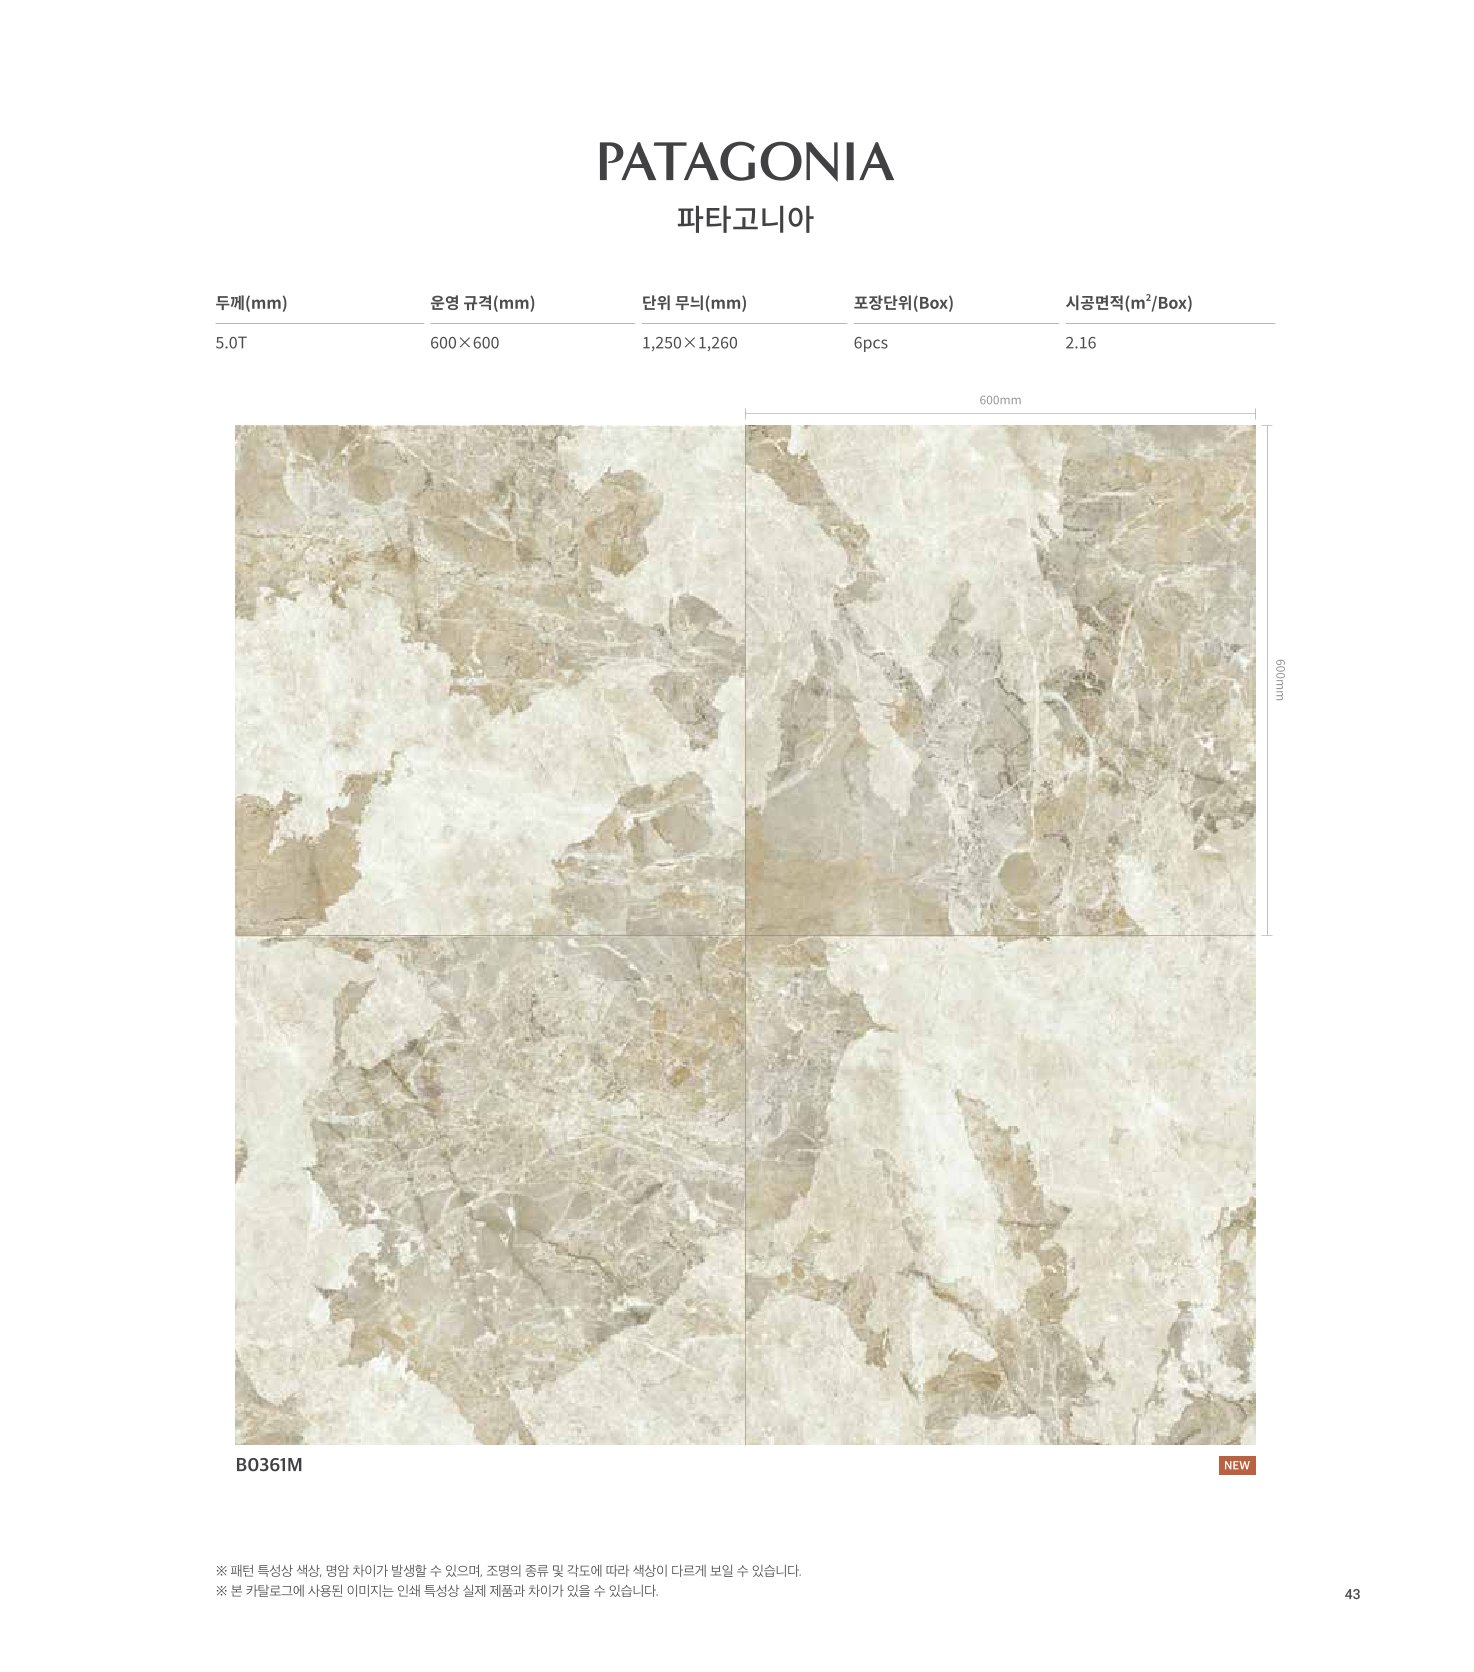 PATAGONIA
파타고니아
두께(mm) 운영 규격(mm) 단위 무늬(mm) 포장단위(Box) 시공면적(m²/Box)
5.0T 600×600 1,250×1,260 6pcs 2.16
600mm
600mm
B0361M NEW
※ 패턴 특성상 색상, 명암 차이가 발생할 수 있으며, 조명의 종류 및 각도에 따라 색상이 다르게 보일 수 있습니다.
※ 본 카탈로그에 사용된 이미지는 인쇄 특성상 실제 제품과 차이가 있을 수 있습니다.
43